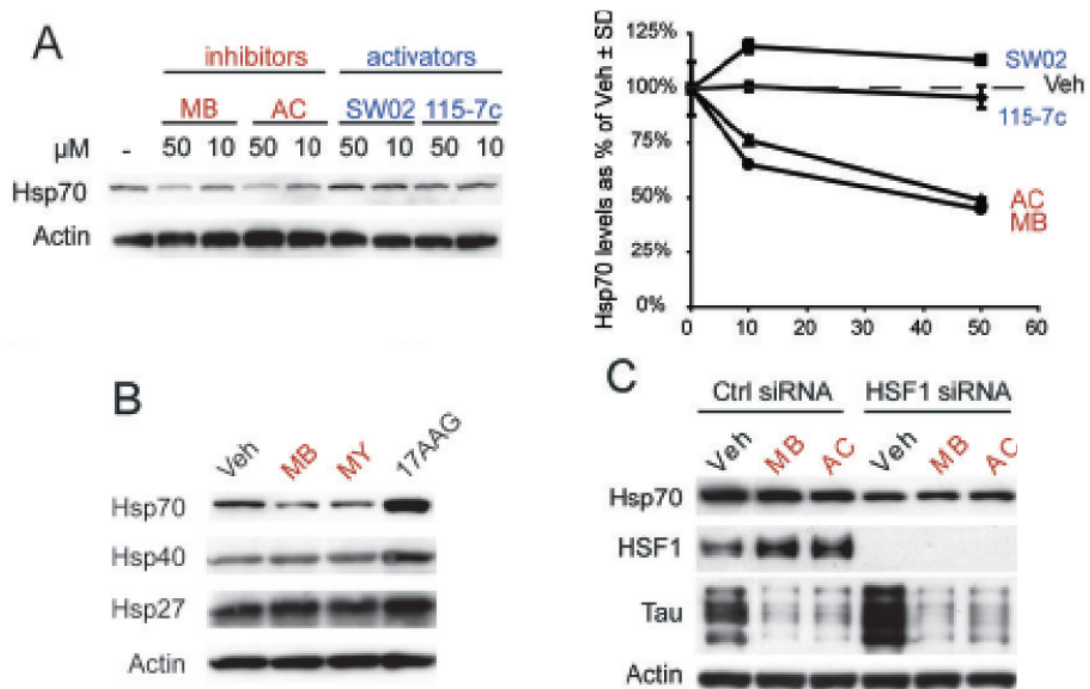 A
inhibitors activators
MB AC SW02 115-7c
µM - 50 10 50 10 50 10 50 10
Hsp70
Actin
Hsp70 levels as % of Veh ± SD
125%
100%
75%
50%
25%
0%
0 10 20 30 40 50 60
SW02
Veh
115-7c
AC
MB
B
Veh MB MY 17AAG
Hsp70
Hsp40
Hsp27
Actin
C
Ctrl siRNA HSF1 siRNA
Veh MB AC Veh MB AC
Hsp70
HSF1
Tau
Actin